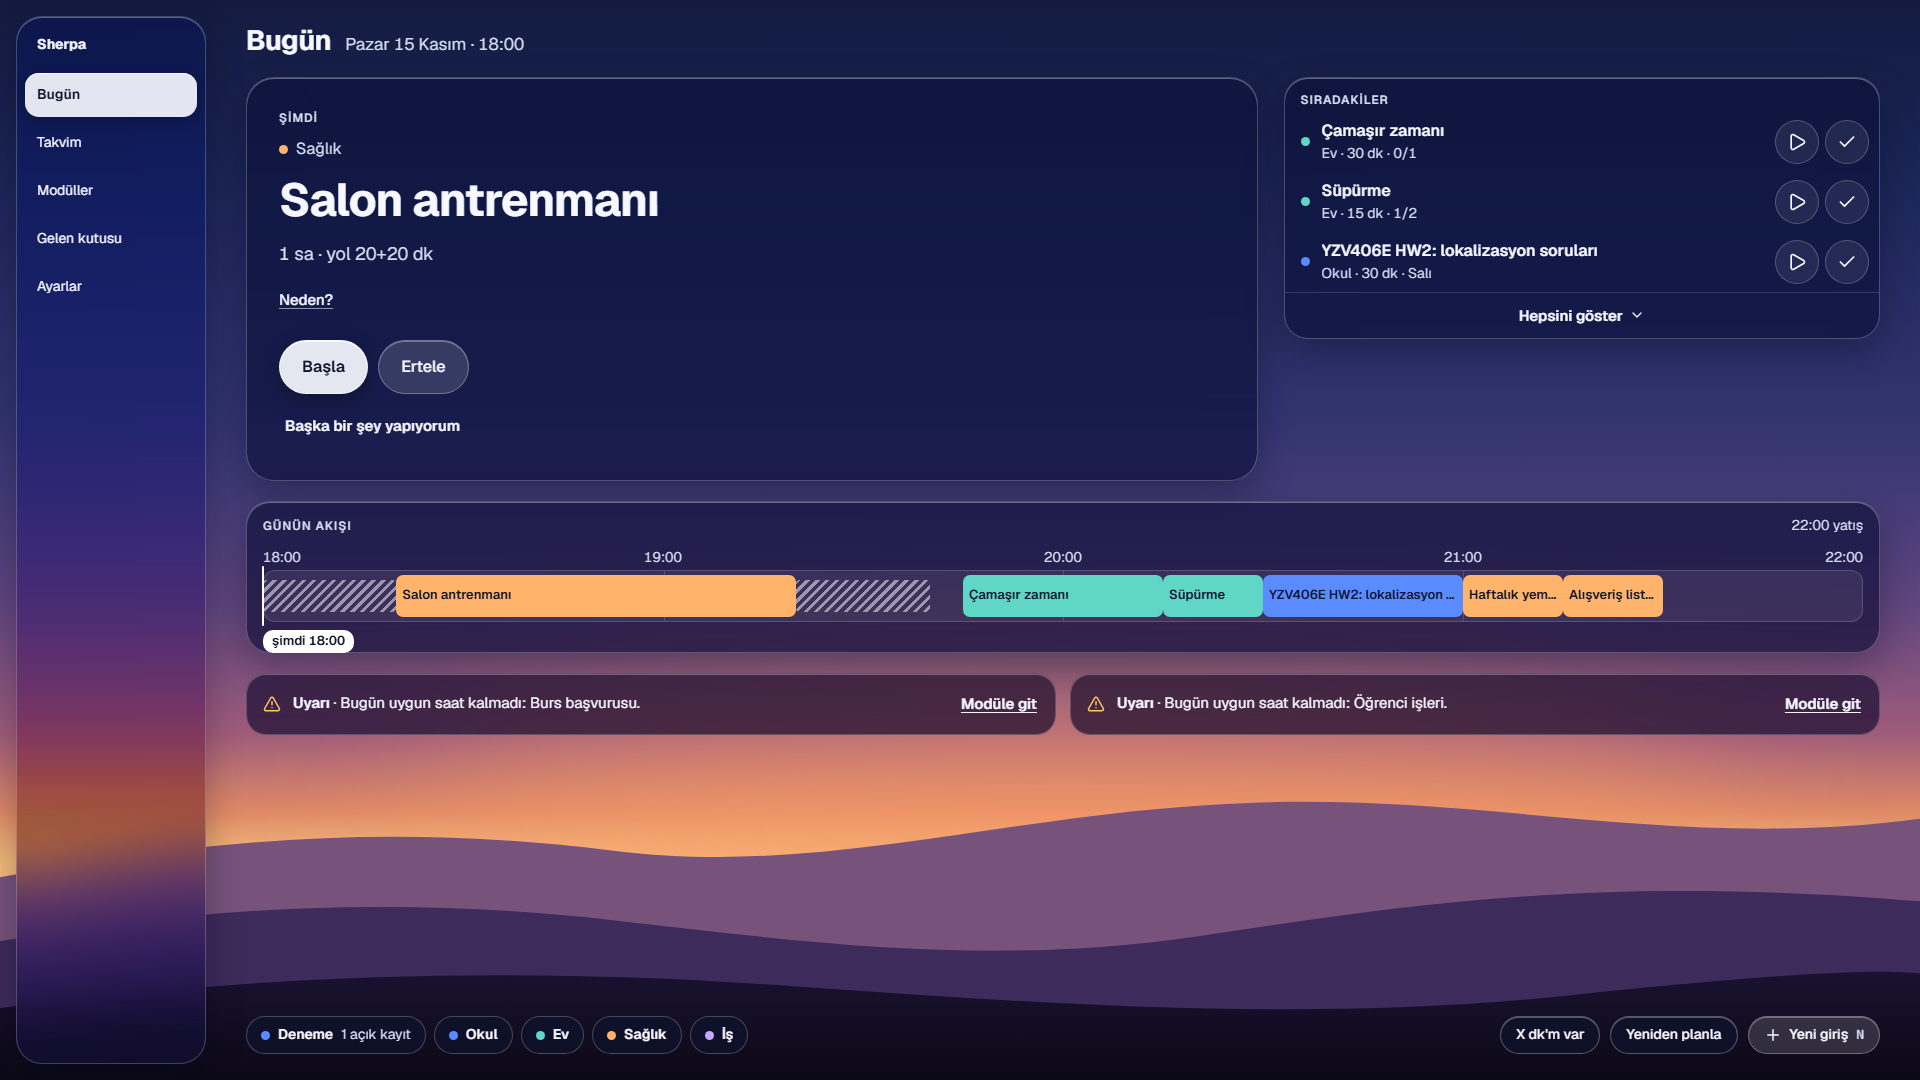 Sherpa
Bugün
Takvim
Modüller
Gelen kutusu
Ayarlar
Bugün Pazar 15 Kasım · 18:00
ŞİMDİ
Sağlık
Salon antrenmanı
1 sa · yol 20+20 dk
Neden?
Başla Ertele
Başka bir şey yapıyorum
SIRADAKİLER
Çamaşır zamanı
Ev · 30 dk · 0/1
Süpürme
Ev · 15 dk · 1/2
YZV406E HW2: lokalizasyon soruları
Okul · 30 dk · Salı
Hepsini göster
GÜNÜN AKIŞI 22:00 yatış
18:00 19:00 20:00 21:00 22:00
Salon antrenmanı Çamaşır zamanı Süpürme YZV406E HW2: lokalizasyon ... Haftalık yem... Alışveriş list...
şimdi 18:00
Uyarı · Bugün uygun saat kalmadı: Burs başvurusu. Modüle git
Uyarı · Bugün uygun saat kalmadı: Öğrenci işleri. Modüle git
Deneme 1 açık kayıt Okul Ev Sağlık İş
X dk'm var Yeniden planla + Yeni giriş N